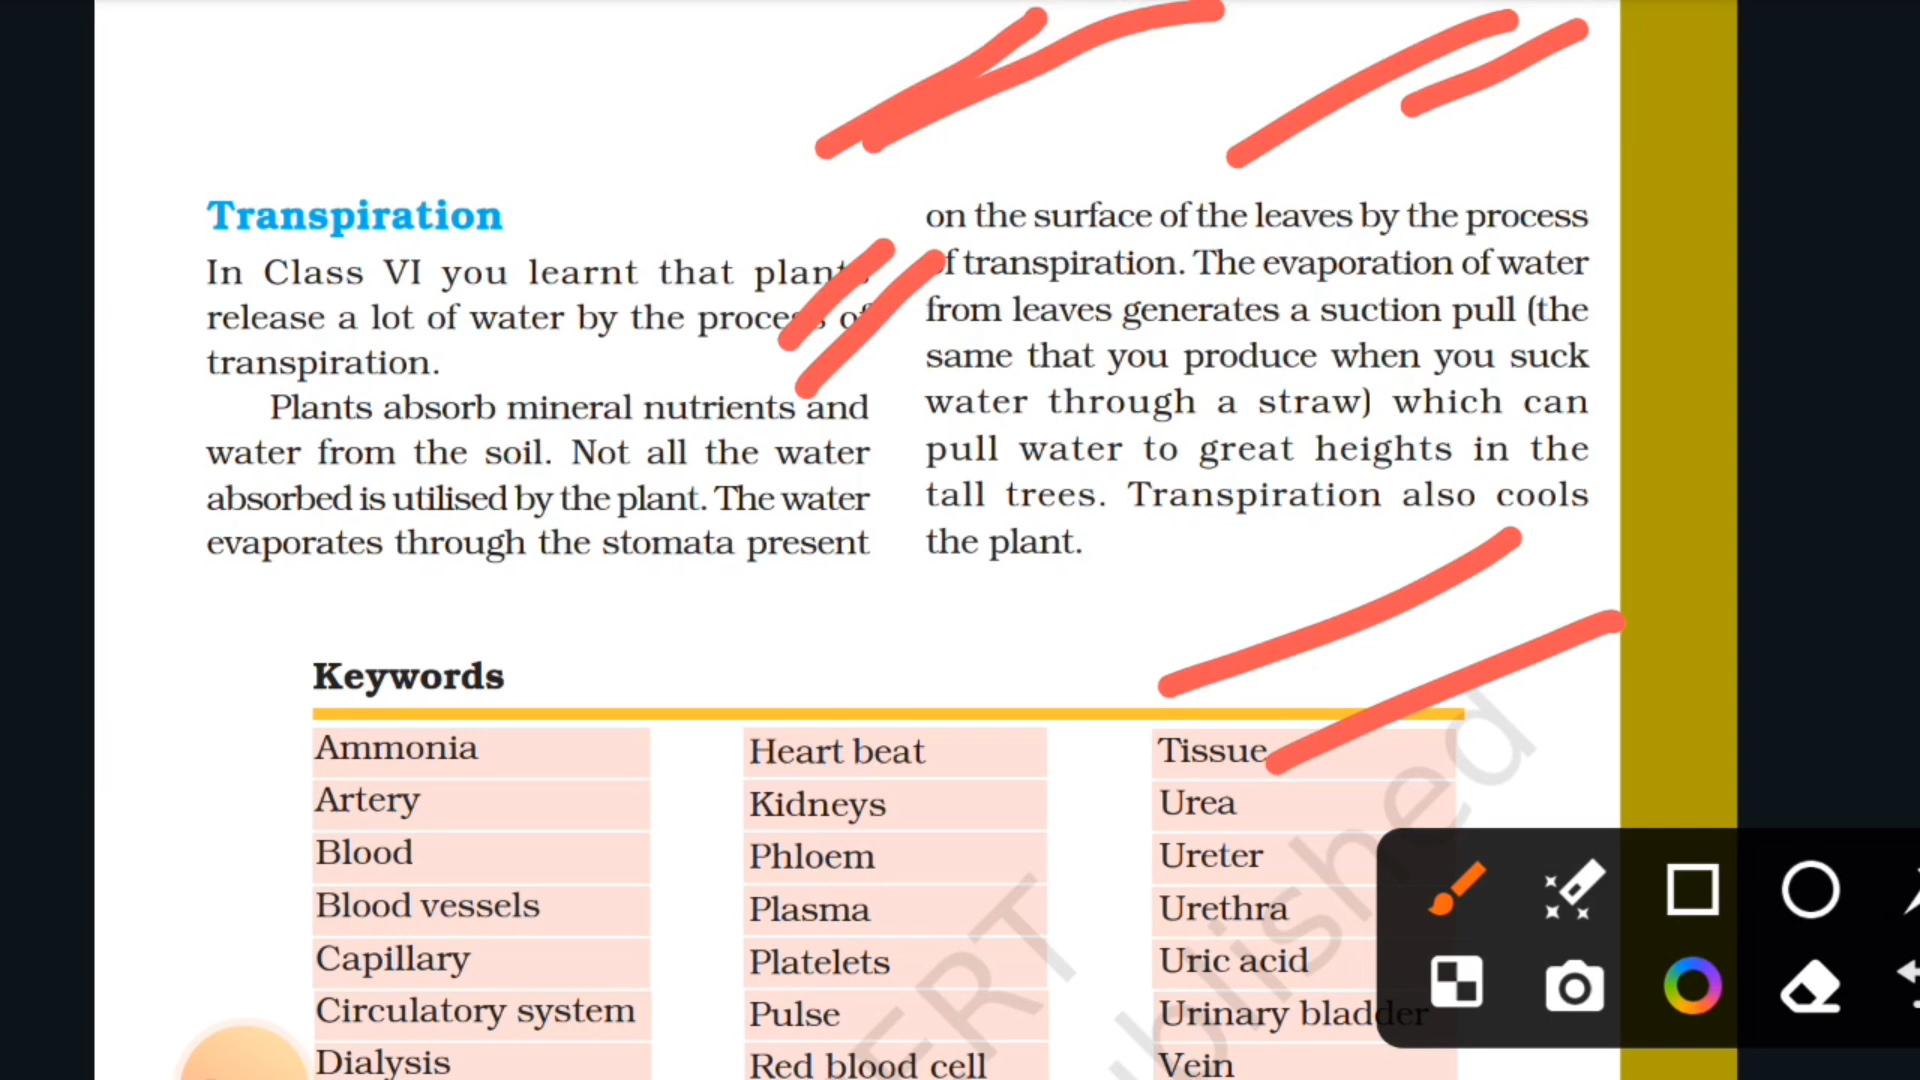 Transpiration
In Class VI you learnt that plants
release a lot of water by the process of
transpiration.
Plants absorb mineral nutrients and
water from the soil. Not all the water
absorbed is utilised by the plant. The water
evaporates through the stomata present
on the surface of the leaves by the process
of transpiration. The evaporation of water
from leaves generates a suction pull (the
same that you produce when you suck
water through a straw) which can
pull water to great heights in the
tall trees. Transpiration also cools
the plant.
Keywords
Ammonia
Artery
Blood
Blood vessels
Capillary
Circulatory system
Dialysis
Heart beat
Kidneys
Phloem
Plasma
Platelets
Pulse
Red blood cell
Tissue
Urea
Ureter
Urethra
Uric acid
Urinary bladder
Vein